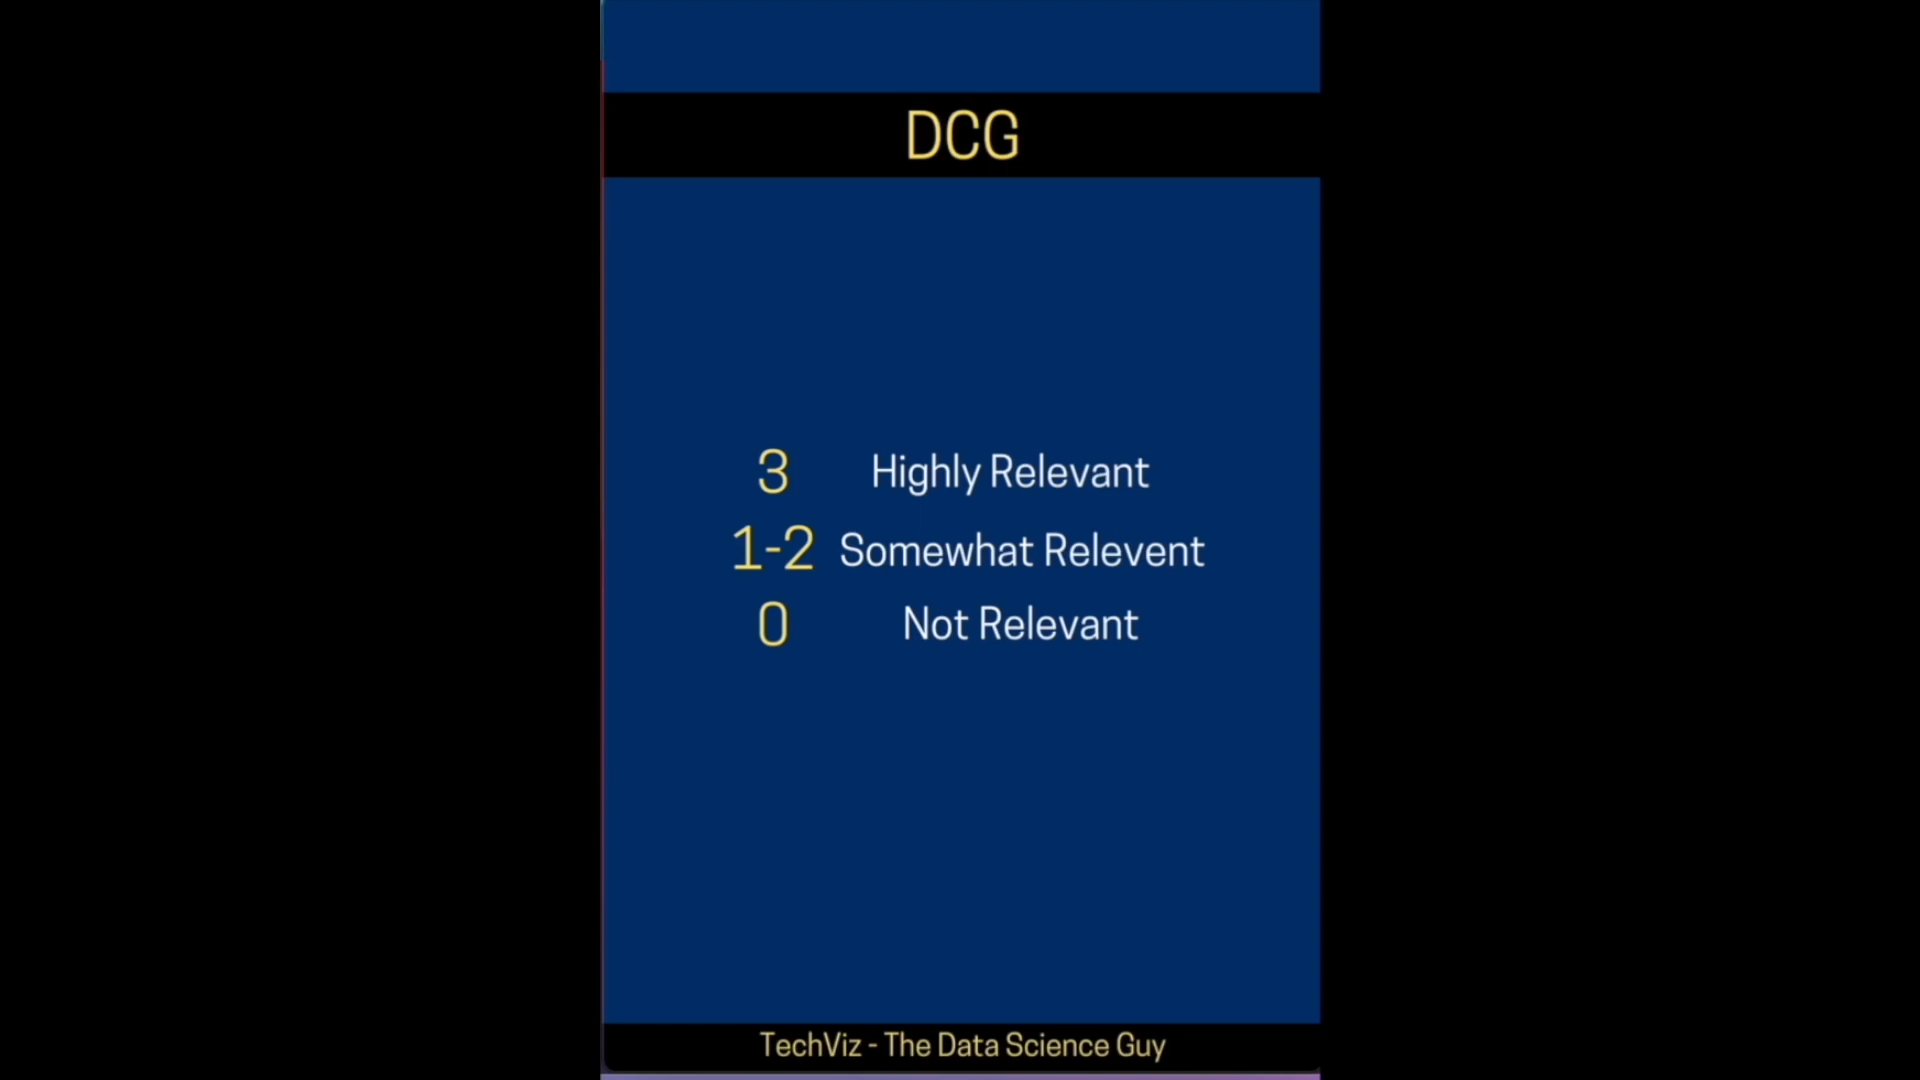 DCG
3 Highly Relevant
1-2 Somewhat Relevent
0 Not Relevant
TechViz - The Data Science Guy